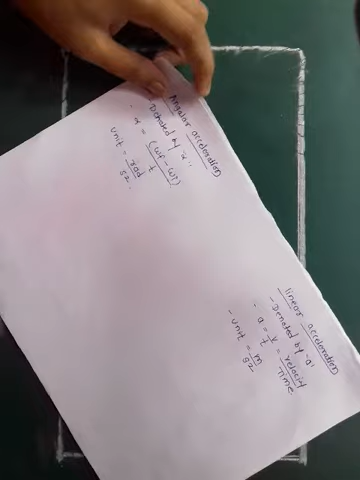 Angular acceleration
Denoted by "α".
α = (ωf - ωi) / t
unit = rad / s².
linear acceleration
- Denoted by "a"
- a = v / t = velocity / Time
- unit = m / s²